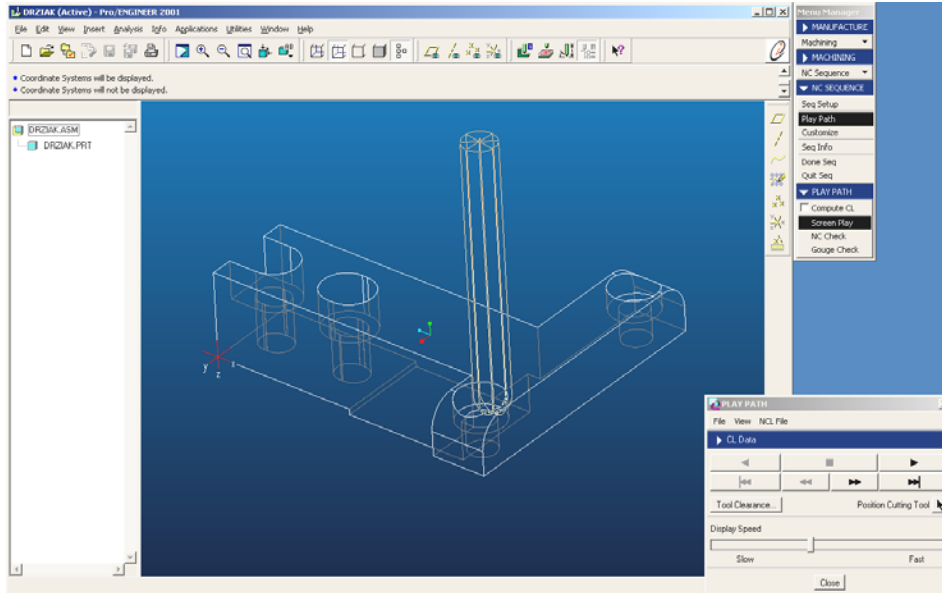 DRZIAK (Active) - Pro/ENGINEER 2001
File Edit View Insert Analysis Info Applications Utilities Window Help
Coordinate Systems will be displayed.
Coordinate Systems will not be displayed.
DRZIAK.ASM
DRZIAK.PRT
y
z
x
Menu Manager
MANUFACTURE
Machining
MACHINING
NC Sequence
NC SEQUENCE
Seq Setup
Play Path
Customize
Seq Info
Done Seq
Quit Seq
PLAY PATH
Compute CL
Screen Play
NC Check
Gouge Check
PLAY PATH
File View NCL File
CL Data
Tool Clearance...
Position Cutting Tool
Display Speed
Slow
Fast
Close